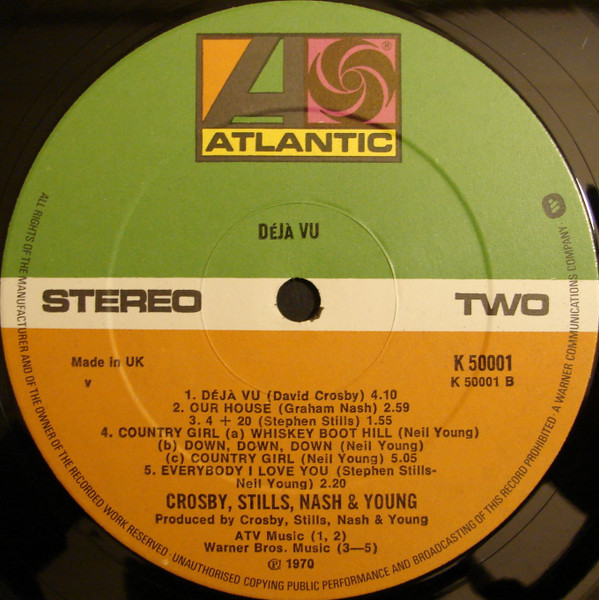 ATLANTIC
®
DÉJÀ VU
STEREO
TWO
Made in UK
V
K 50001
K 50001 B
1. DÉJÀ VU (David Crosby) 4.10
2. OUR HOUSE (Graham Nash) 2.59
3. 4 + 20 (Stephen Stills) 1.55
4. COUNTRY GIRL (a) WHISKEY BOOT HILL (Neil Young)
(b) DOWN, DOWN, DOWN (Neil Young)
(c) COUNTRY GIRL (Neil Young) 5.05
5. EVERYBODY I LOVE YOU (Stephen Stills-
Neil Young) 2.20
CROSBY, STILLS, NASH & YOUNG
Produced by Crosby, Stills, Nash & Young
ATV Music (1, 2)
Warner Bros. Music (3—5)
℗ 1970
ALL RIGHTS OF THE MANUFACTURER AND OF THE OWNER OF THE RECORDED WORK RESERVED · UNAUTHORISED COPYING PUBLIC PERFORMANCE AND BROADCASTING OF THIS RECORD PROHIBITED · A WARNER COMMUNICATIONS COMPANY